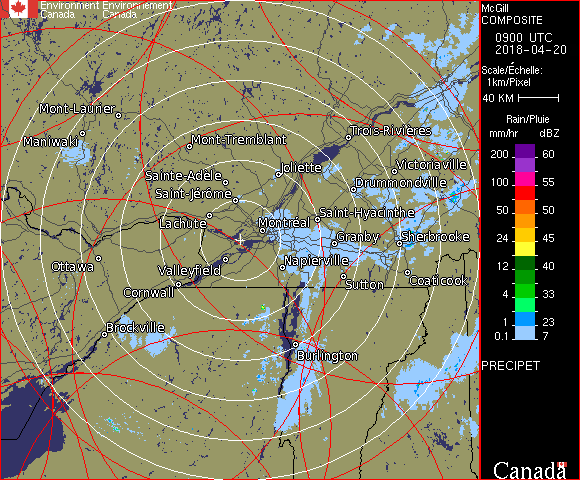 Environment Environnement
Canada Canada
Mont-Laurier
Maniwaki
Mont-Tremblant
Trois-Rivières
Joliette
Victoriaville
Sainte-Adèle
Drummondville
Saint-Jérôme
Lachute
Montréal
Saint-Hyacinthe
Granby
Sherbrooke
Ottawa
Valleyfield
Napierville
Cornwall
Sutton
Coaticook
Brockville
Burlington
McGill
COMPOSITE
0900 UTC
2018-04-20
Scale/Échelle:
1km/Pixel
40 KM
Rain/Pluie
mm/hr dBZ
200 60
100 55
50 50
24 45
12 40
4 33
1 23
0.1 7
PRECIPET
Canada